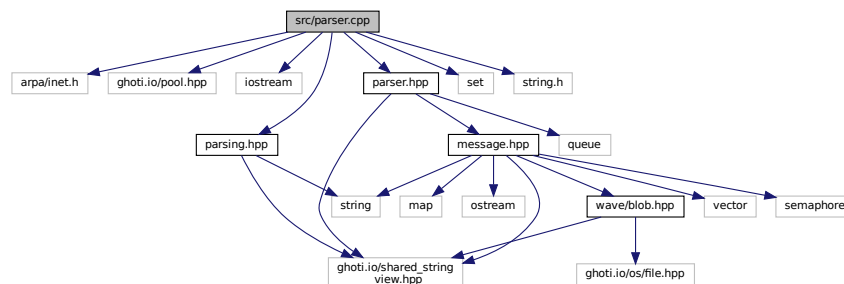 src/parser.cpp
arpa/inet.h
ghoti.io/pool.hpp
iostream
parser.hpp
set
string.h
parsing.hpp
message.hpp
queue
string
map
ostream
wave/blob.hpp
vector
semaphore
ghoti.io/shared_string
view.hpp
ghoti.io/os/file.hpp